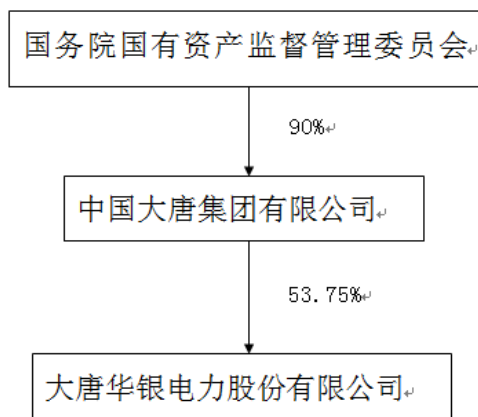 国务院国有资产监督管理委员会
90%
中国大唐集团有限公司
53.75%
大唐华银电力股份有限公司